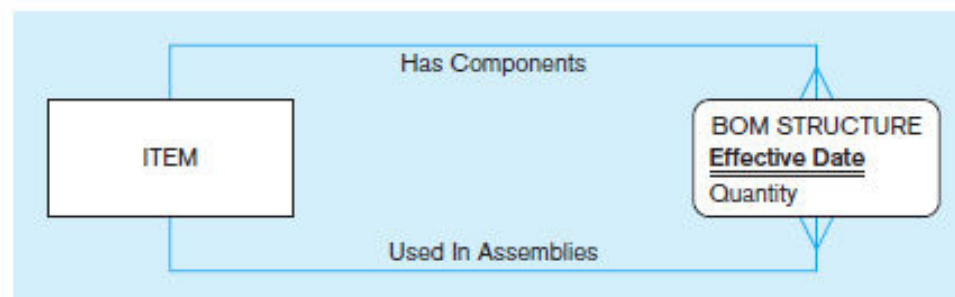 Has Components
ITEM
BOM STRUCTURE
Effective Date
Quantity
Used In Assemblies